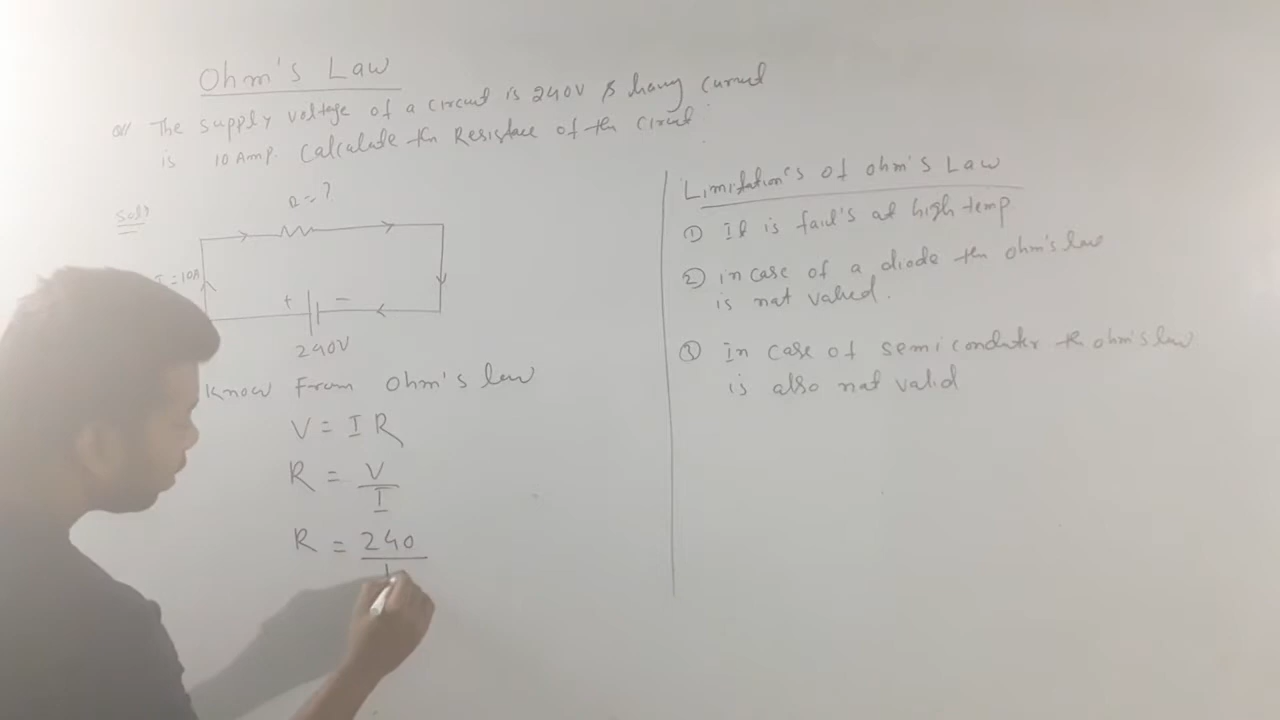 Ohm's Law
Q// The supply voltage of a circuit is 240V & having current
is 10 Amp. Calculate the Resistace of the circuit
Sol)
R = ?
I = 10A
+
−
240V
know From Ohm's law
V = I R
R = V
I
R = 240
1
Limitation's of ohm's Law
① It is fail's at high temp
② in case of a diode the ohm's law
is not valied.
③ In case of semiconduter the ohm's law
is also not valid